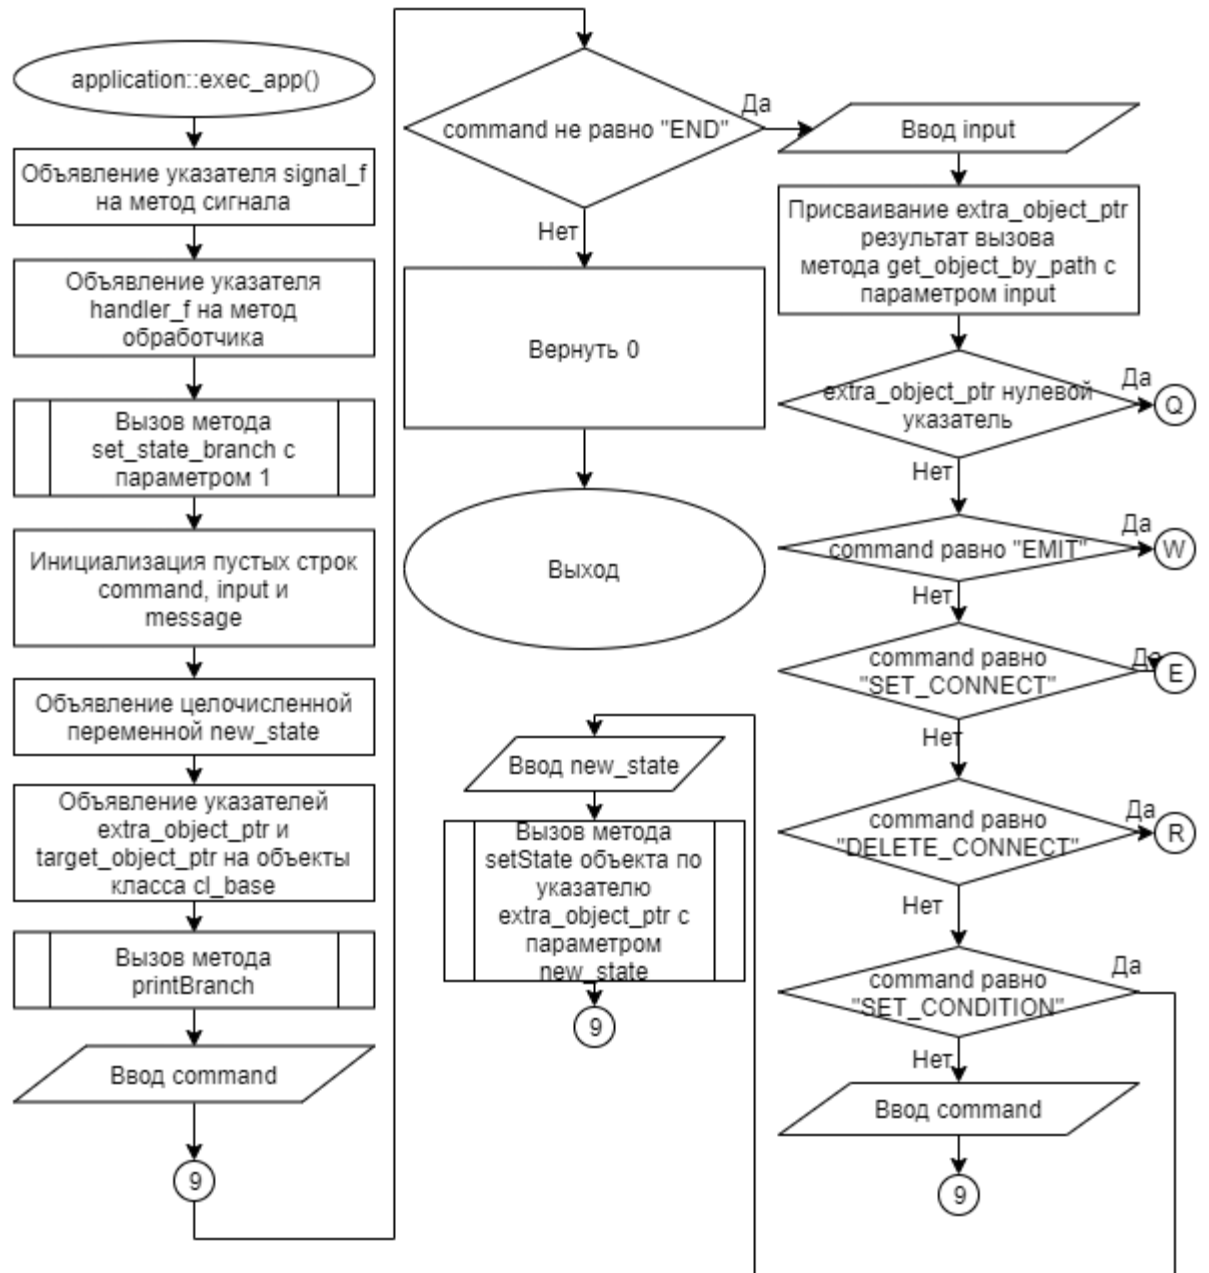 application::exec_app()
Объявление указателя signal_f
на метод сигнала
Объявление указателя
handler_f на метод
обработчика
Вызов метода
set_state_branch с
параметром 1
Инициализация пустых строк
command, input и
message
Объявление целочисленной
переменной new_state
Объявление указателей
extra_object_ptr и
target_object_ptr на объекты
класса cl_base
Вызов метода
printBranch
Ввод command
9
command не равно "END"
Да
Нет
Вернуть 0
Выход
Ввод new_state
Вызов метода
setState объекта по
указателю
extra_object_ptr с
параметром
new_state
9
Ввод input
Присваивание extra_object_ptr
результат вызова
метода get_object_by_path с
параметром input
extra_object_ptr нулевой
указатель
Да
Q
Нет
command равно "EMIT"
Да
W
Нет
command равно
"SET_CONNECT"
Да
E
Нет
command равно
"DELETE_CONNECT"
Да
R
Нет
command равно
"SET_CONDITION"
Да
Нет
Ввод command
9